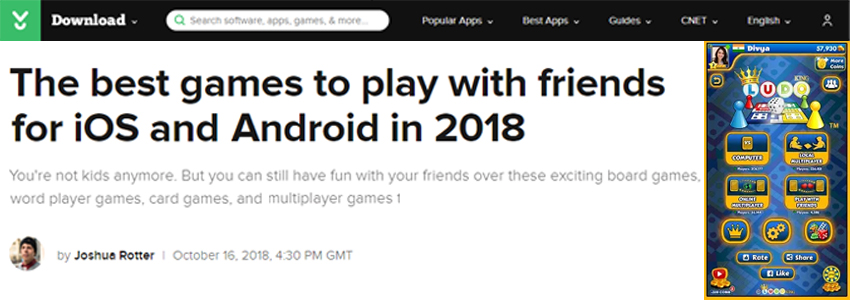 Download
Search software, apps, games, & more...
Popular Apps
Best Apps
Guides
CNET
English
The best games to play with friends
for iOS and Android in 2018
You're not kids anymore. But you can still have fun with your friends over these exciting board games,
word player games, card games, and multiplayer games t
by Joshua Rotter | October 16, 2018, 4:30 PM GMT
Divya
57,930
More
Coins
KING
LUDO
TM
VS
COMPUTER
LOCAL
MULTIPLAYER
ONLINE
MULTIPLAYER
PLAY WITH
FRIENDS
Rate
Share
Like